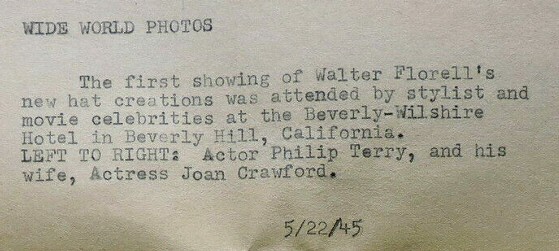 WIDE WORLD PHOTOS
The first showing of Walter Florell's
new hat creations was attended by stylist and
movie celebrities at the Beverly-Wilshire
Hotel in Beverly Hill, California.
LEFT TO RIGHT: Actor Philip Terry, and his
wife, Actress Joan Crawford.
5/22/45